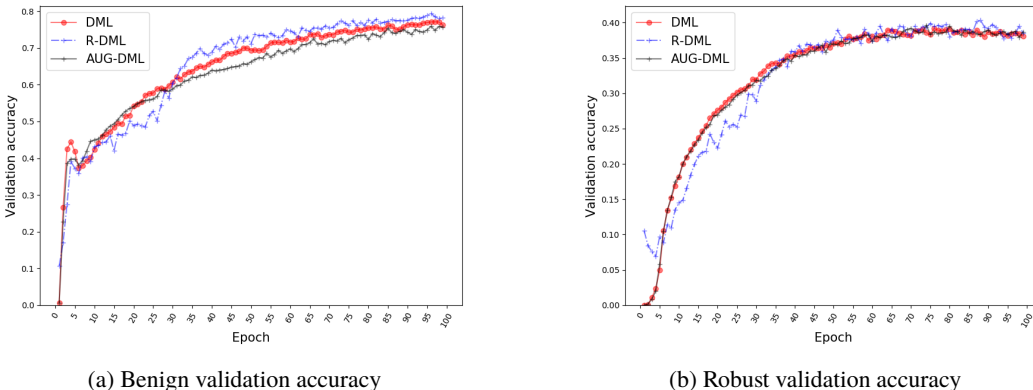 DML
R-DML
AUG-DML
Validation accuracy
0.8
0.7
0.6
0.5
0.4
0.3
0.2
0.1
0.0
0 5 10 15 20 25 30 35 40 45 50 55 60 65 70 75 80 85 90 95 100
Epoch
(a) Benign validation accuracy
DML
R-DML
AUG-DML
Validation accuracy
0.40
0.35
0.30
0.25
0.20
0.15
0.10
0.05
0.00
0 5 10 15 20 25 30 35 40 45 50 55 60 65 70 75 80 85 90 95 100
Epoch
(b) Robust validation accuracy